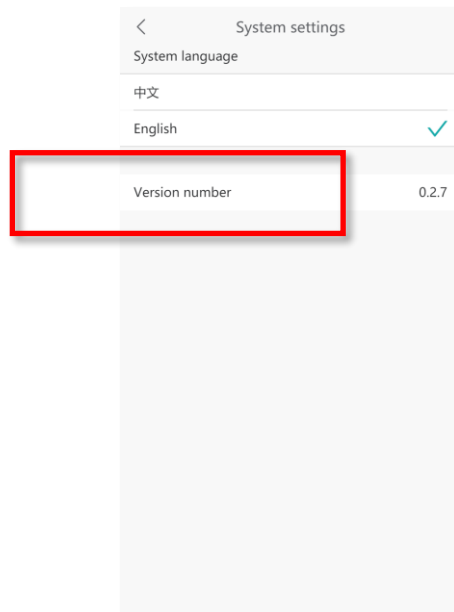 System settings
System language
中文
English
Version number 0.2.7